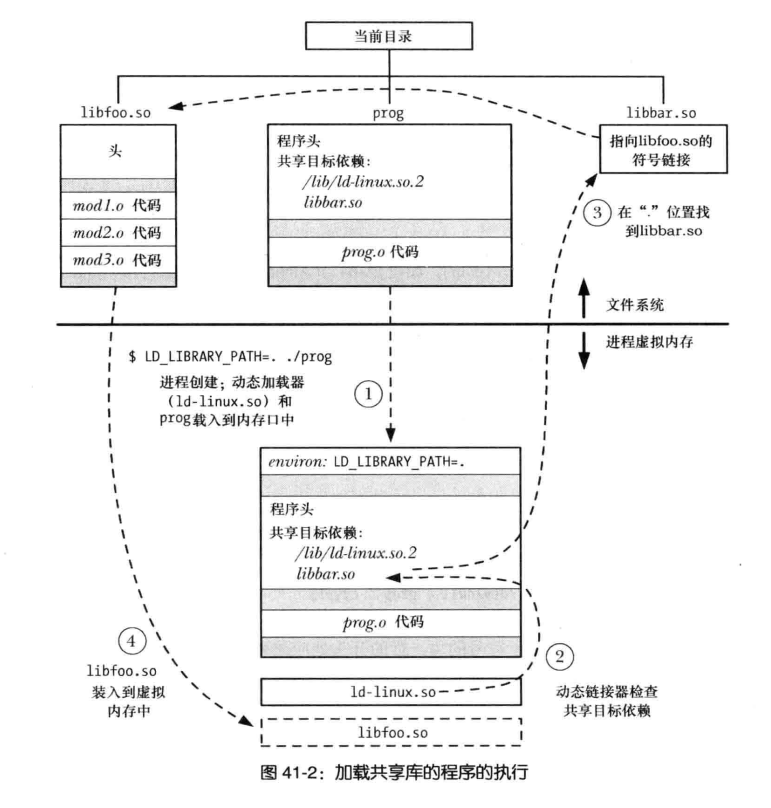 当前目录
libfoo.so
prog
libbar.so
头
mod1.o 代码
mod2.o 代码
mod3.o 代码
程序头
共享目标依赖:
/lib/ld-linux.so.2
libbar.so
prog.o 代码
指向libfoo.so的
符号链接
③ 在“.”位置找
到libbar.so
文件系统
进程虚拟内存
$ LD_LIBRARY_PATH=. ./prog
进程创建; 动态加载器
(ld-linux.so) 和
prog载入到内存口中
①
environ: LD_LIBRARY_PATH=.
程序头
共享目标依赖:
/lib/ld-linux.so.2
libbar.so
prog.o 代码
④
libfoo.so
装入到虚拟
内存中
②
动态链接器检查
共享目标依赖
ld-linux.so
libfoo.so
图 41-2: 加载共享库的程序的执行